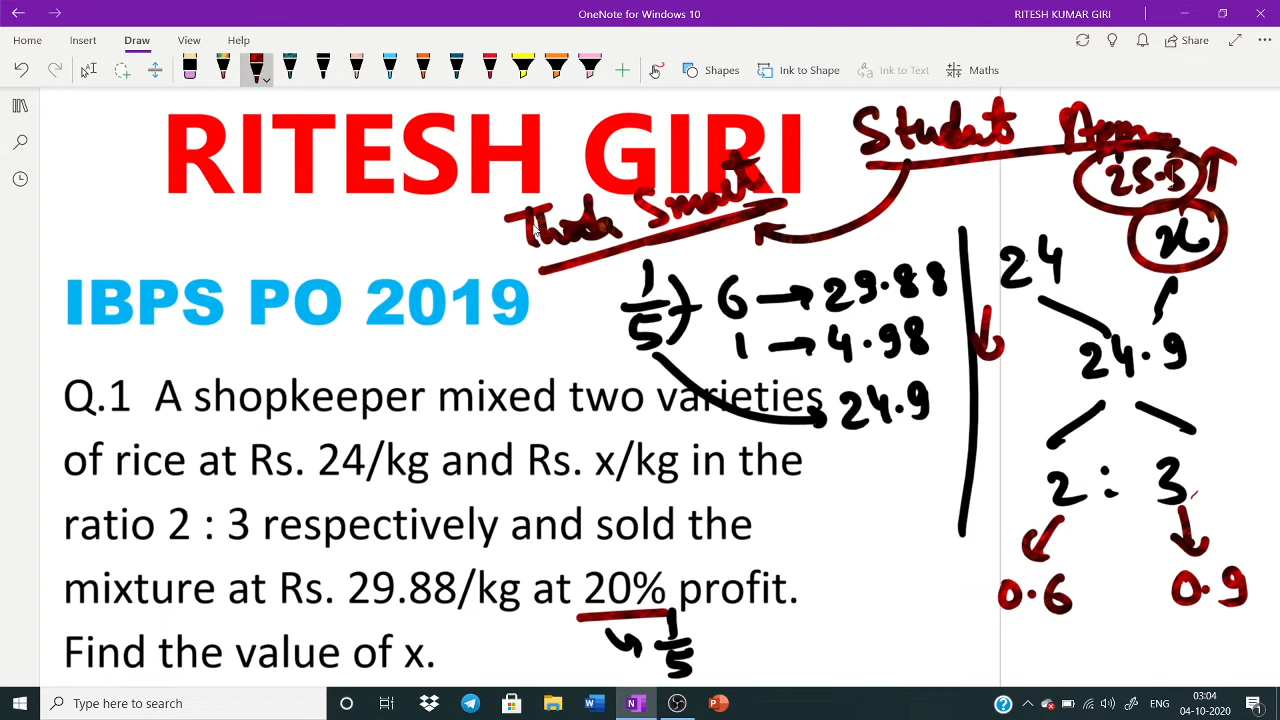 OneNote for Windows 10
RITESH KUMAR GIRI
Home Insert Draw View Help
Share
Shapes Ink to Shape Ink to Text Maths
RITESH GIRI
Student
25.5
Smart
x
IBPS PO 2019
1/5 6 → 29.88
1 → 4.98
24.9
24
24.9
2 : 3
0.6 0.9
Q.1 A shopkeeper mixed two varieties
of rice at Rs. 24/kg and Rs. x/kg in the
ratio 2 : 3 respectively and sold the
mixture at Rs. 29.88/kg at 20% profit.
1/5
Find the value of x.
Type here to search
ENG
03:04
04-10-2020
1